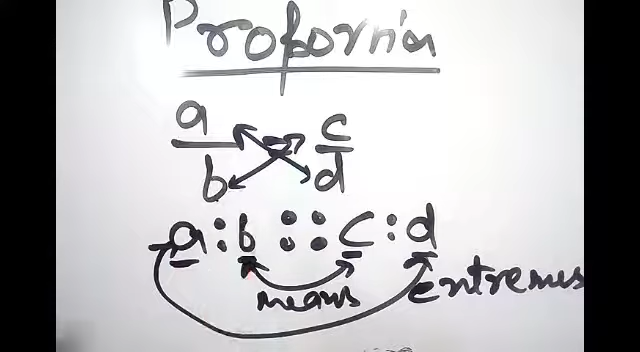 Proportion
a/b = c/d
a : b :: c : d
means
extremes